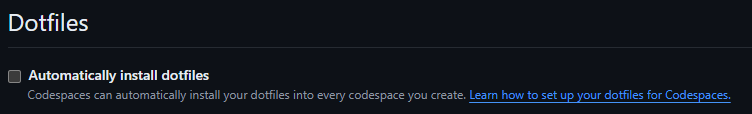 Dotfiles
Automatically install dotfiles
Codespaces can automatically install your dotfiles into every codespace you create. Learn how to set up your dotfiles for Codespaces.